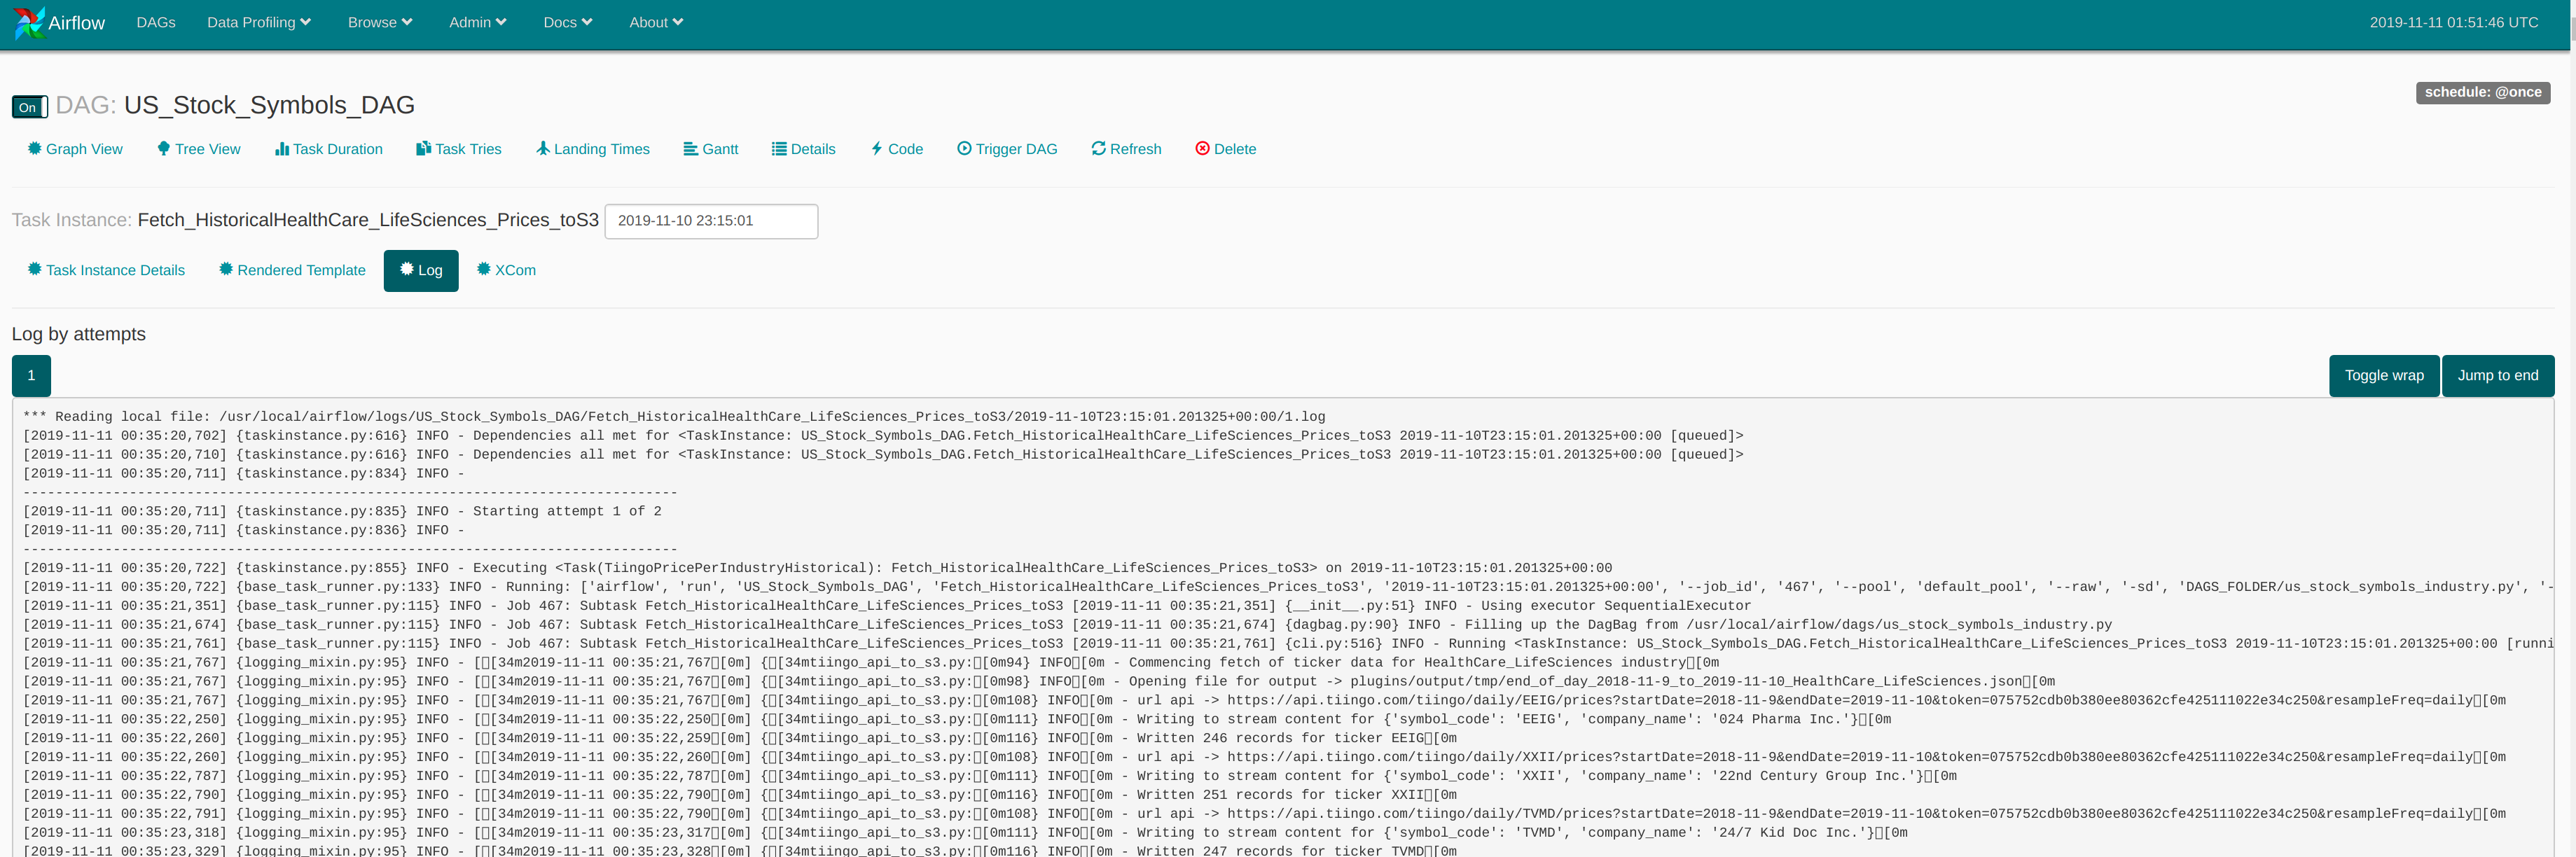 Airflow DAGs Data Profiling Browse Admin Docs About 2019-11-11 01:51:46 UTC
schedule: @once
On DAG: US_Stock_Symbols_DAG
Graph View Tree View Task Duration Task Tries Landing Times Gantt Details Code Trigger DAG Refresh Delete
Task Instance: Fetch_HistoricalHealthCare_LifeSciences_Prices_toS3 2019-11-10 23:15:01
Task Instance Details Rendered Template Log XCom
Log by attempts
1 Toggle wrap Jump to end
*** Reading local file: /usr/local/airflow/logs/US_Stock_Symbols_DAG/Fetch_HistoricalHealthCare_LifeSciences_Prices_toS3/2019-11-10T23:15:01.201325+00:00/1.log
[2019-11-11 00:35:20,702] {taskinstance.py:616} INFO - Dependencies all met for <TaskInstance: US_Stock_Symbols_DAG.Fetch_HistoricalHealthCare_LifeSciences_Prices_toS3 2019-11-10T23:15:01.201325+00:00 [queued]>
[2019-11-11 00:35:20,710] {taskinstance.py:616} INFO - Dependencies all met for <TaskInstance: US_Stock_Symbols_DAG.Fetch_HistoricalHealthCare_LifeSciences_Prices_toS3 2019-11-10T23:15:01.201325+00:00 [queued]>
[2019-11-11 00:35:20,711] {taskinstance.py:834} INFO -
--------------------------------------------------------------------------------
[2019-11-11 00:35:20,711] {taskinstance.py:835} INFO - Starting attempt 1 of 2
[2019-11-11 00:35:20,711] {taskinstance.py:836} INFO -
--------------------------------------------------------------------------------
[2019-11-11 00:35:20,722] {taskinstance.py:855} INFO - Executing <Task(TiingoPricePerIndustryHistorical): Fetch_HistoricalHealthCare_LifeSciences_Prices_toS3> on 2019-11-10T23:15:01.201325+00:00
[2019-11-11 00:35:20,722] {base_task_runner.py:133} INFO - Running: ['airflow', 'run', 'US_Stock_Symbols_DAG', 'Fetch_HistoricalHealthCare_LifeSciences_Prices_toS3', '2019-11-10T23:15:01.201325+00:00', '--job_id', '467', '--pool', 'default_pool', '--raw', '-sd', 'DAGS_FOLDER/us_stock_symbols_industry.py', '-
[2019-11-11 00:35:21,351] {base_task_runner.py:115} INFO - Job 467: Subtask Fetch_HistoricalHealthCare_LifeSciences_Prices_toS3 [2019-11-11 00:35:21,351] {__init__.py:51} INFO - Using executor SequentialExecutor
[2019-11-11 00:35:21,674] {base_task_runner.py:115} INFO - Job 467: Subtask Fetch_HistoricalHealthCare_LifeSciences_Prices_toS3 [2019-11-11 00:35:21,674] {dagbag.py:90} INFO - Filling up the DagBag from /usr/local/airflow/dags/us_stock_symbols_industry.py
[2019-11-11 00:35:21,761] {base_task_runner.py:115} INFO - Job 467: Subtask Fetch_HistoricalHealthCare_LifeSciences_Prices_toS3 [2019-11-11 00:35:21,761] {cli.py:516} INFO - Running <TaskInstance: US_Stock_Symbols_DAG.Fetch_HistoricalHealthCare_LifeSciences_Prices_toS3 2019-11-10T23:15:01.201325+00:00 [runni
[2019-11-11 00:35:21,767] {logging_mixin.py:95} INFO - [▯[34m2019-11-11 00:35:21,767▯[0m] {▯[34mtiingo_api_to_s3.py:▯[0m94} INFO▯[0m - Commencing fetch of ticker data for HealthCare_LifeSciences industry▯[0m
[2019-11-11 00:35:21,767] {logging_mixin.py:95} INFO - [▯[34m2019-11-11 00:35:21,767▯[0m] {▯[34mtiingo_api_to_s3.py:▯[0m98} INFO▯[0m - Opening file for output -> plugins/output/tmp/end_of_day_2018-11-9_to_2019-11-10_HealthCare_LifeSciences.json▯[0m
[2019-11-11 00:35:21,767] {logging_mixin.py:95} INFO - [▯[34m2019-11-11 00:35:21,767▯[0m] {▯[34mtiingo_api_to_s3.py:▯[0m108} INFO▯[0m - url api -> https://api.tiingo.com/tiingo/daily/EEIG/prices?startDate=2018-11-9&endDate=2019-11-10&token=075752cdb0b380ee80362cfe425111022e34c250&resampleFreq=daily▯[0m
[2019-11-11 00:35:22,250] {logging_mixin.py:95} INFO - [▯[34m2019-11-11 00:35:22,250▯[0m] {▯[34mtiingo_api_to_s3.py:▯[0m111} INFO▯[0m - Writing to stream content for {'symbol_code': 'EEIG', 'company_name': '024 Pharma Inc.'}▯[0m
[2019-11-11 00:35:22,260] {logging_mixin.py:95} INFO - [▯[34m2019-11-11 00:35:22,259▯[0m] {▯[34mtiingo_api_to_s3.py:▯[0m116} INFO▯[0m - Written 246 records for ticker EEIG▯[0m
[2019-11-11 00:35:22,260] {logging_mixin.py:95} INFO - [▯[34m2019-11-11 00:35:22,260▯[0m] {▯[34mtiingo_api_to_s3.py:▯[0m108} INFO▯[0m - url api -> https://api.tiingo.com/tiingo/daily/XXII/prices?startDate=2018-11-9&endDate=2019-11-10&token=075752cdb0b380ee80362cfe425111022e34c250&resampleFreq=daily▯[0m
[2019-11-11 00:35:22,787] {logging_mixin.py:95} INFO - [▯[34m2019-11-11 00:35:22,787▯[0m] {▯[34mtiingo_api_to_s3.py:▯[0m111} INFO▯[0m - Writing to stream content for {'symbol_code': 'XXII', 'company_name': '22nd Century Group Inc.'}▯[0m
[2019-11-11 00:35:22,790] {logging_mixin.py:95} INFO - [▯[34m2019-11-11 00:35:22,790▯[0m] {▯[34mtiingo_api_to_s3.py:▯[0m116} INFO▯[0m - Written 251 records for ticker XXII▯[0m
[2019-11-11 00:35:22,791] {logging_mixin.py:95} INFO - [▯[34m2019-11-11 00:35:22,790▯[0m] {▯[34mtiingo_api_to_s3.py:▯[0m108} INFO▯[0m - url api -> https://api.tiingo.com/tiingo/daily/TVMD/prices?startDate=2018-11-9&endDate=2019-11-10&token=075752cdb0b380ee80362cfe425111022e34c250&resampleFreq=daily▯[0m
[2019-11-11 00:35:23,318] {logging_mixin.py:95} INFO - [▯[34m2019-11-11 00:35:23,317▯[0m] {▯[34mtiingo_api_to_s3.py:▯[0m111} INFO▯[0m - Writing to stream content for {'symbol_code': 'TVMD', 'company_name': '24/7 Kid Doc Inc.'}▯[0m
[2019-11-11 00:35:23,329] {logging_mixin.py:95} INFO - [▯[34m2019-11-11 00:35:23,328▯[0m] {▯[34mtiingo_api_to_s3.py:▯[0m116} INFO▯[0m - Written 247 records for ticker TVMD▯[0m